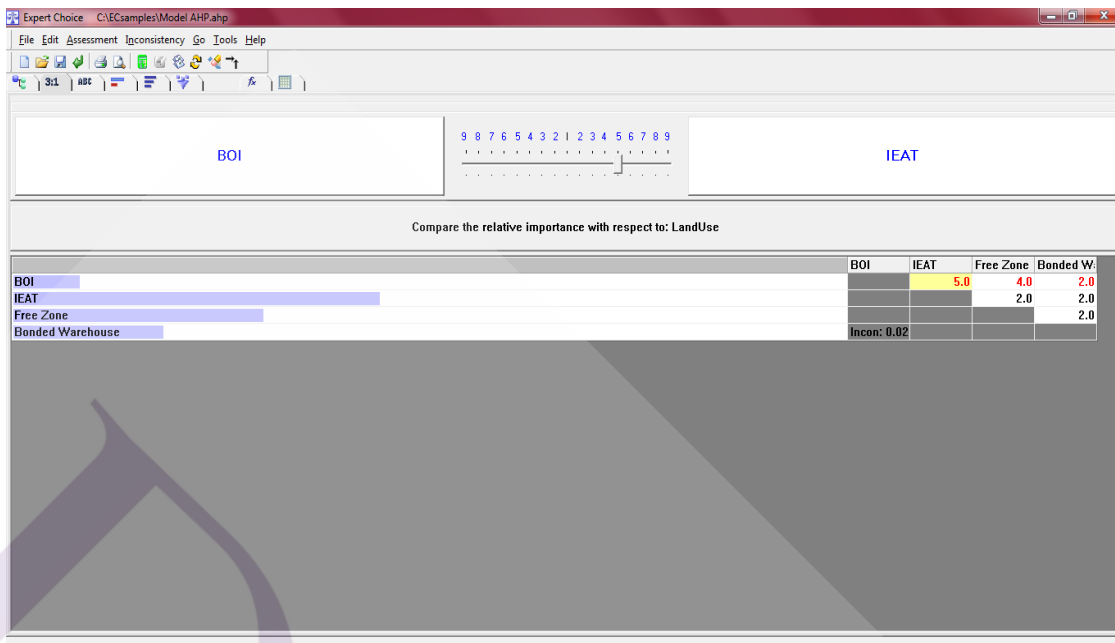 Expert Choice C:\ECsamples\Model AHP.ahp
File Edit Assessment Inconsistency Go Tools Help
3:1 ABC fx
9 8 7 6 5 4 3 2 1 2 3 4 5 6 7 8 9
BOI IEAT
Compare the relative importance with respect to: LandUse
BOI IEAT Free Zone Bonded W
BOI 5.0 4.0 2.0
IEAT 2.0 2.0
Free Zone 2.0
Bonded Warehouse Incon: 0.02